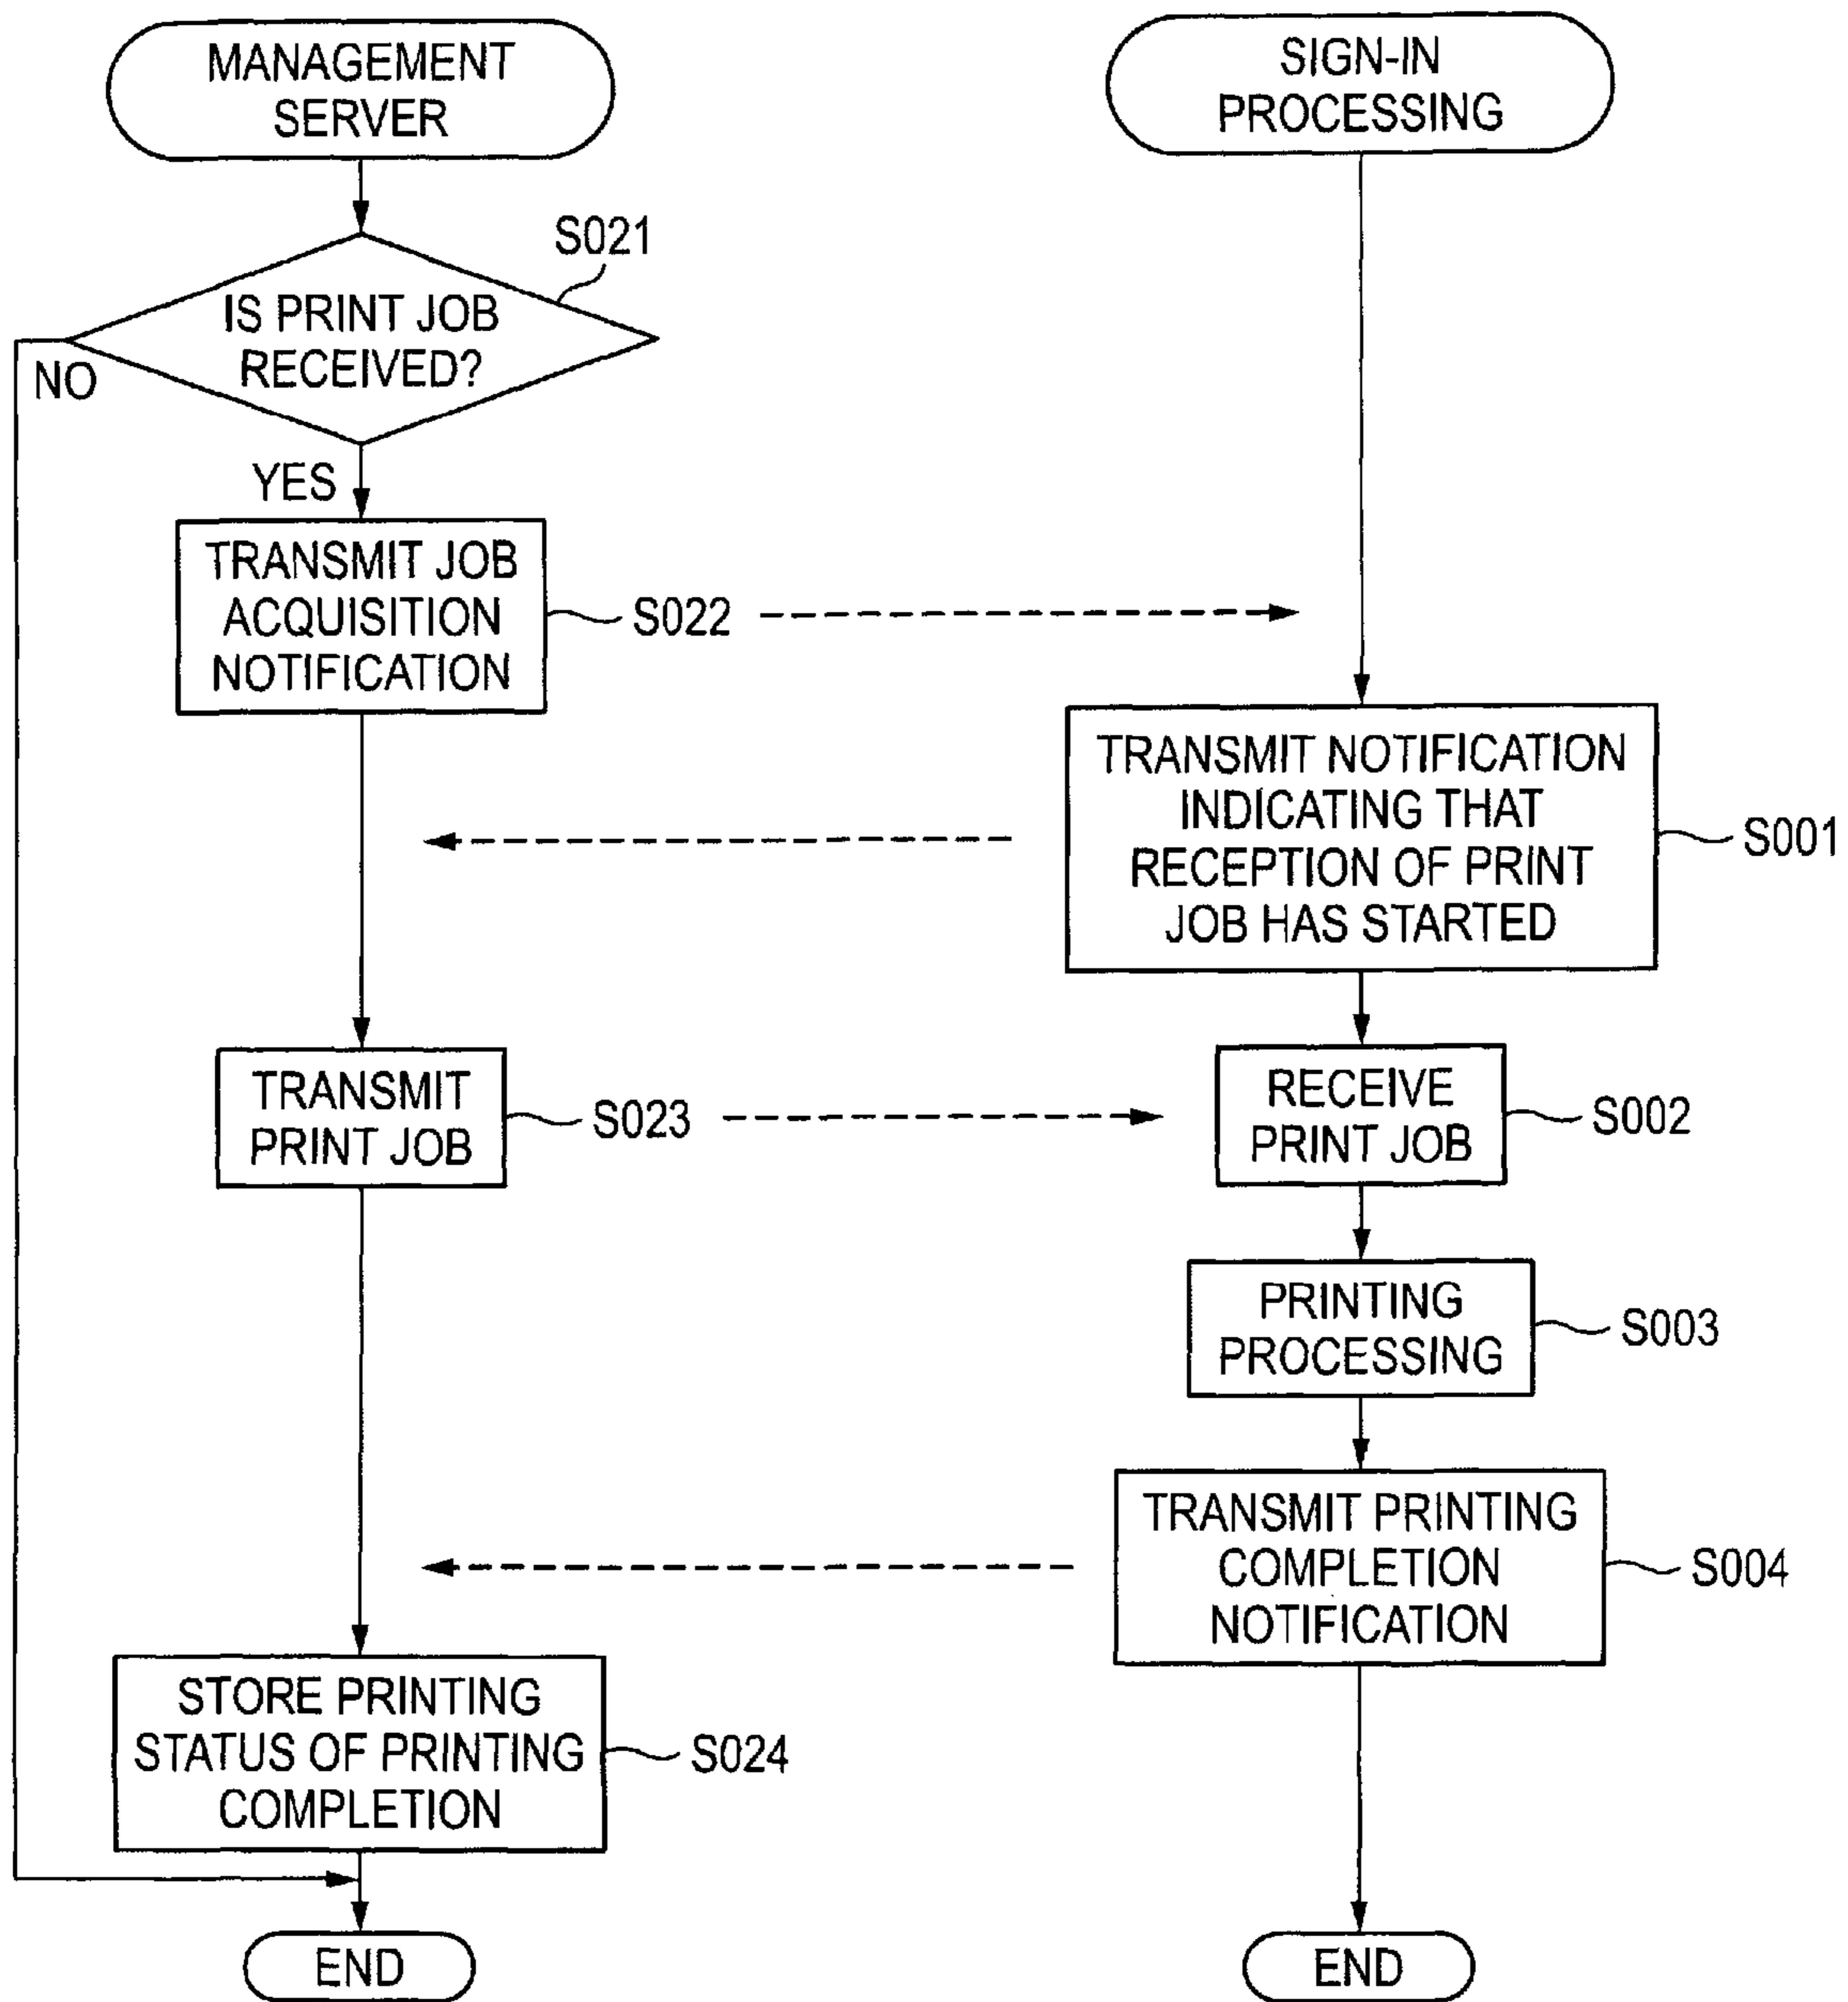 MANAGEMENT
SERVER
S021
IS PRINT JOB
RECEIVED?
NO
YES
TRANSMIT JOB
ACQUISITION
NOTIFICATION
S022
TRANSMIT
PRINT JOB
S023
STORE PRINTING
STATUS OF PRINTING
COMPLETION
S024
END
SIGN-IN
PROCESSING
TRANSMIT NOTIFICATION
INDICATING THAT
RECEPTION OF PRINT
JOB HAS STARTED
S001
RECEIVE
PRINT JOB
S002
PRINTING
PROCESSING
S003
TRANSMIT PRINTING
COMPLETION
NOTIFICATION
S004
END